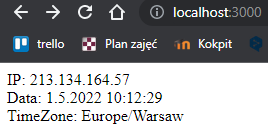 localhost:3000
trello
Plan zajęć
Kokpit
IP: 213.134.164.57
Data: 1.5.2022 10:12:29
TimeZone: Europe/Warsaw